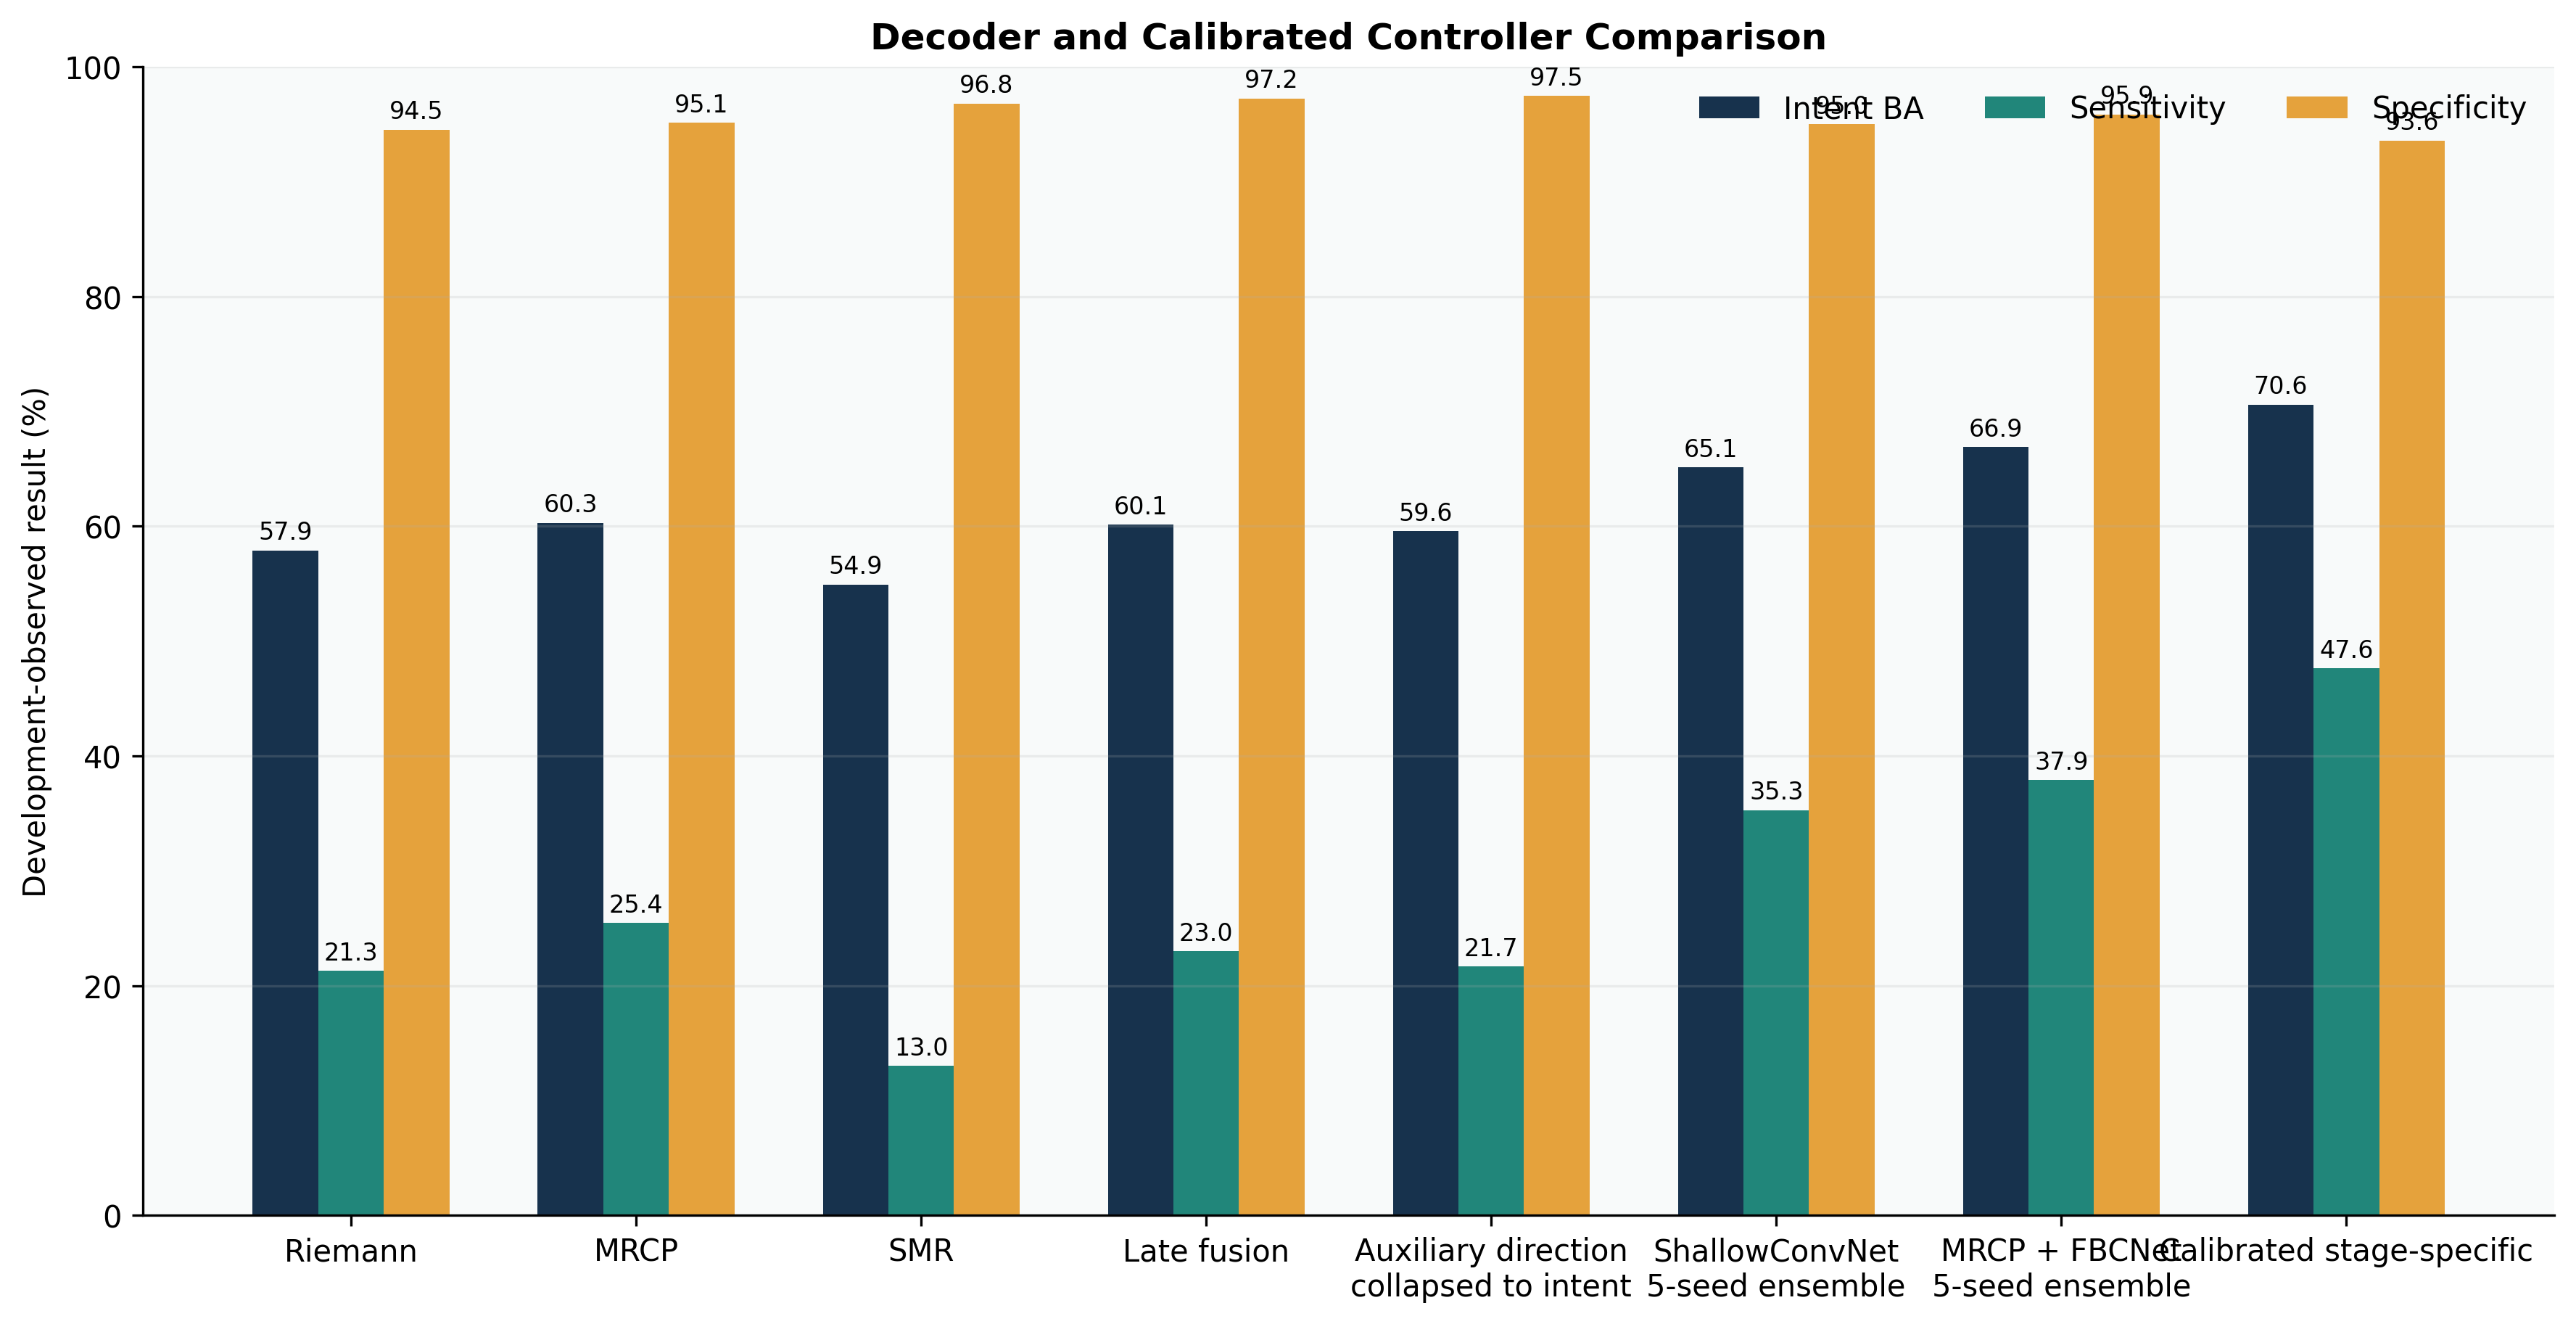 Decoder and Calibrated Controller Comparison
Development-observed result (%)
100
80
60
40
20
0
Intent BA
Sensitivity
Specificity
57.9
21.3
94.5
60.3
25.4
95.1
54.9
13.0
96.8
60.1
23.0
97.2
59.6
21.7
97.5
65.1
35.3
95.0
66.9
37.9
95.9
70.6
47.6
93.6
Riemann
MRCP
SMR
Late fusion
Auxiliary direction
collapsed to intent
ShallowConvNet
5-seed ensemble
MRCP + FBCNet
5-seed ensemble
Calibrated stage-specific